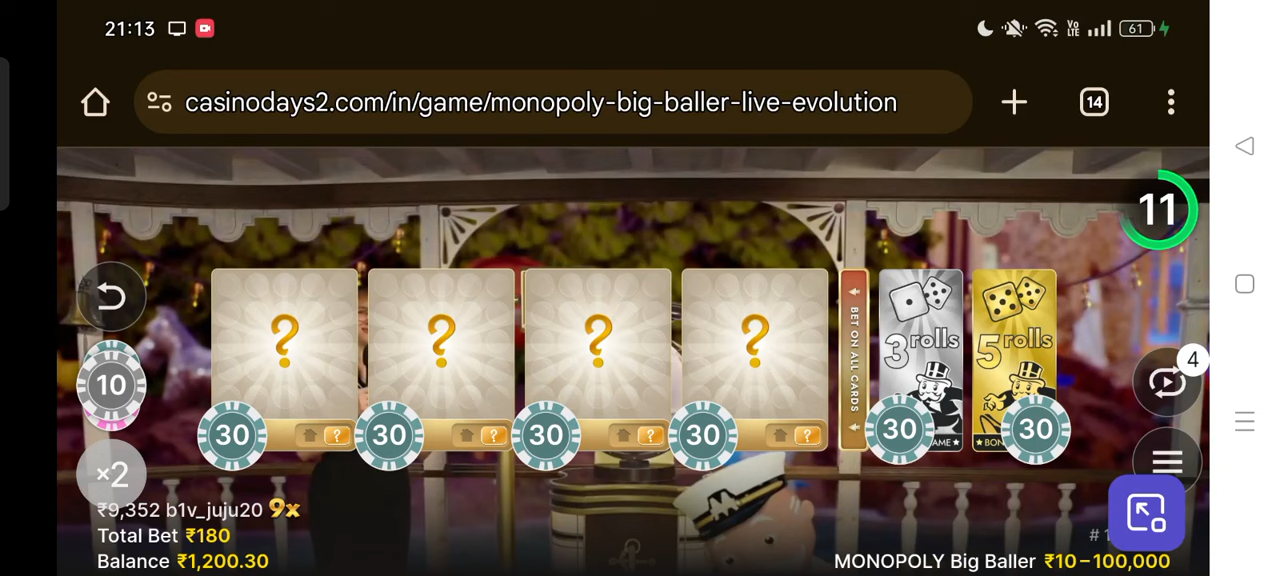 21:13 VoLTE 61
casinodays2.com/in/game/monopoly-big-baller-live-evolution
14
11
? ? ? ?
BET ON ALL CARDS
3 rolls
5 rolls
10
4
30 30 30 30 30 30
? ? ? ?
×2
₹9,352 b1v_juju20 9x
Total Bet ₹180
Balance ₹1,200.30
MONOPOLY Big Baller ₹10–100,000